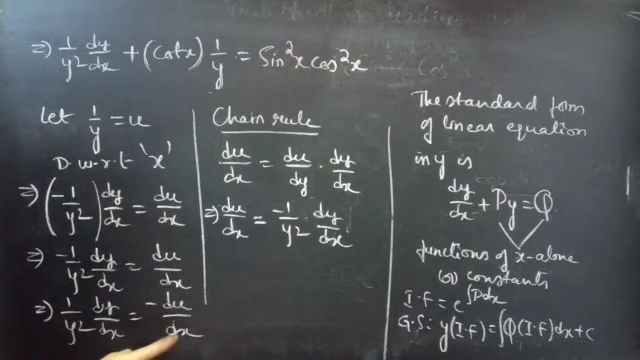 ⇒) 1/y² dy/dx + (cotx) 1/y = Sin²x cos²x
Let 1/y = u
D.w.r.t 'x'
⇒) (-1/y²) dy/dx = du/dx
⇒) -1/y² dy/dx = du/dx
⇒) 1/y² dy/dx = -du/dx
Chain rule
du/dx = du/dy . dy/dx
⇒) du/dx = -1/y² . dy/dx
The standard form
of linear equation
in y is
dy/dx + Py = Q
functions of x-alone
(or) constants
I.F = e^∫Pdx
G.S: y(I.F) = ∫Q(I.F)dx+c